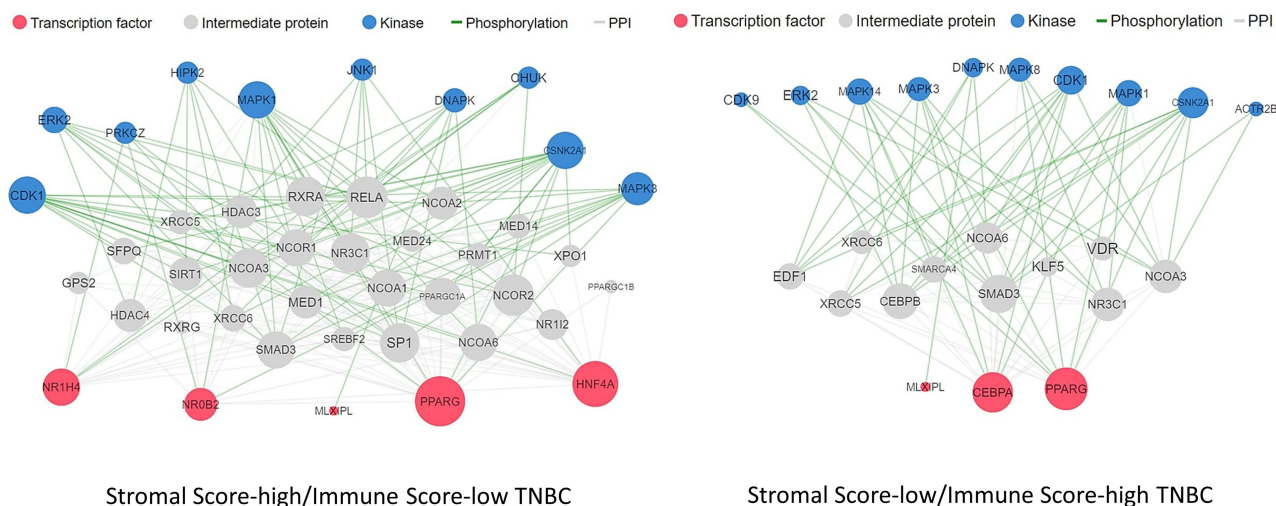 Transcription factor Intermediate protein Kinase Phosphorylation PPI
HIPK2
JNK1
CHUK
MAPK1
DNAPK
ERK2
PRKCZ
CSNK2A1
CDK1
MAPK3
RXRA
RELA
NCOA2
HDAC3
XRCC5
MED14
SFPQ
NCOR1
NR3C1
MED24
PRMT1
XPO1
GPS2
SIRT1
NCOA3
NCOA1
PPARGC1A
NCOR2
PPARGC1B
HDAC4
RXRG
XRCC6
MED1
SREBF2
SP1
NR1I2
SMAD3
NCOA6
NR1H4
NR0B2
MLXIPL
PPARG
HNF4A
Stromal Score-high/Immune Score-low TNBC
Transcription factor Intermediate protein Kinase Phosphorylation PPI
CDK9
ERK2
MAPK14
MAPK3
DNAPK
MAPK8
CDK1
MAPK1
CSNK2A1
ACTR2B
XRCC6
NCOA6
VDR
EDF1
SMARCA4
KLF5
NCOA3
XRCC5
CEBPB
SMAD3
NR3C1
MLXIPL
CEBPA
PPARG
Stromal Score-low/Immune Score-high TNBC